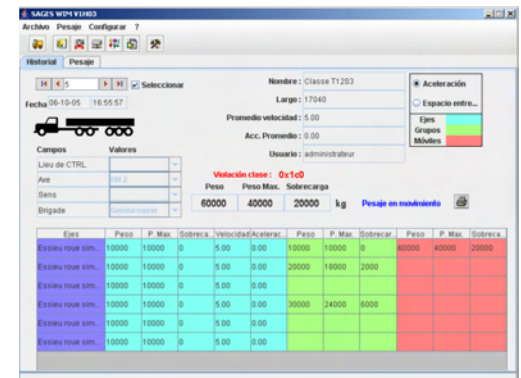 SAGES WIM V1H03
Archivo Pesaje Configurar ?
Historial Pesaje
5 Seleccionar
Fecha 06-10-05 16:55:57
Nombre: Classe T12S3
Largo: 17040
Promedio velocidad: 5.00
Acc. Promedio: 0.00
Usuario: administrateur
Aceleración
Espacio entre...
Ejes
Grupos
Móviles
Campos Valores
Lieu de CTRL
Axe RN 2
Sens
Brigade Gendarmerie
Violación clase: 0x1c0
Peso Peso Max. Sobrecarga
60000 40000 20000 kg Pesaje en movimiento
Ejes Peso P. Max. Sobreca... Velocidad Acelerac... Peso P. Max. Sobrecar... Peso P. Max. Sobreca...
Essieu roue sim... 10000 10000 0 5.00 0.00 10000 10000 0 60000 40000 20000
Essieu roue sim... 10000 10000 0 5.00 0.00 20000 18000 2000
Essieu roue sim... 10000 10000 0 5.00 0.00
Essieu roue sim... 10000 10000 0 5.00 0.00 30000 24000 6000
Essieu roue sim... 10000 10000 0 5.00 0.00
Essieu roue sim... 10000 10000 0 5.00 0.00